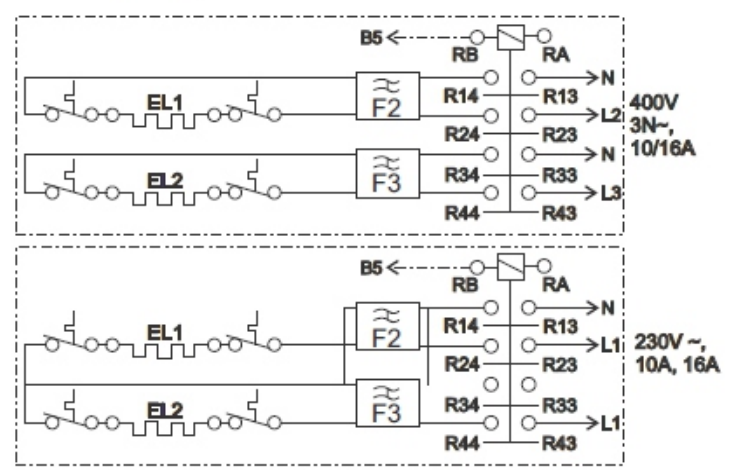 B5 RB RA
EL1 F2 R14 R13 N
R24 R23 L2
EL2 F3 R34 R33 N
R44 R43 L3
400V
3N~,
10/16A
B5 RB RA
EL1 F2 R14 R13 N
R24 R23 L1
EL2 F3 R34 R33
R44 R43 L1
230V ~,
10A, 16A